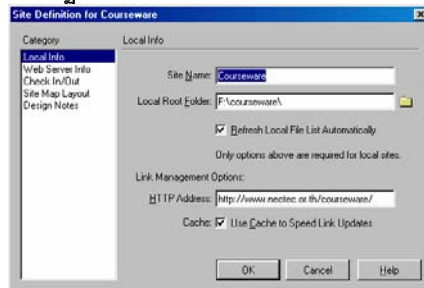 Site Definition for Courseware
Category
Local Info
Local Info
Web Server Info
Check In/Out
Site Map Layout
Design Notes
Site Name: Courseware
Local Root Folder: F:\courseware\
Refresh Local File List Automatically
Only options above are required for local sites.
Link Management Options:
HTTP Address: http://www.nectec.or.th/courseware/
Cache: Use Cache to Speed Link Updates
OK Cancel Help